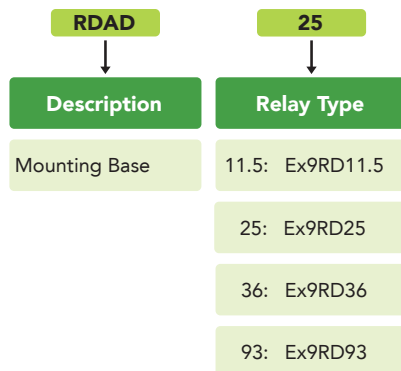 RDAD 25
Description Relay Type
Mounting Base 11.5: Ex9RD11.5
25: Ex9RD25
36: Ex9RD36
93: Ex9RD93